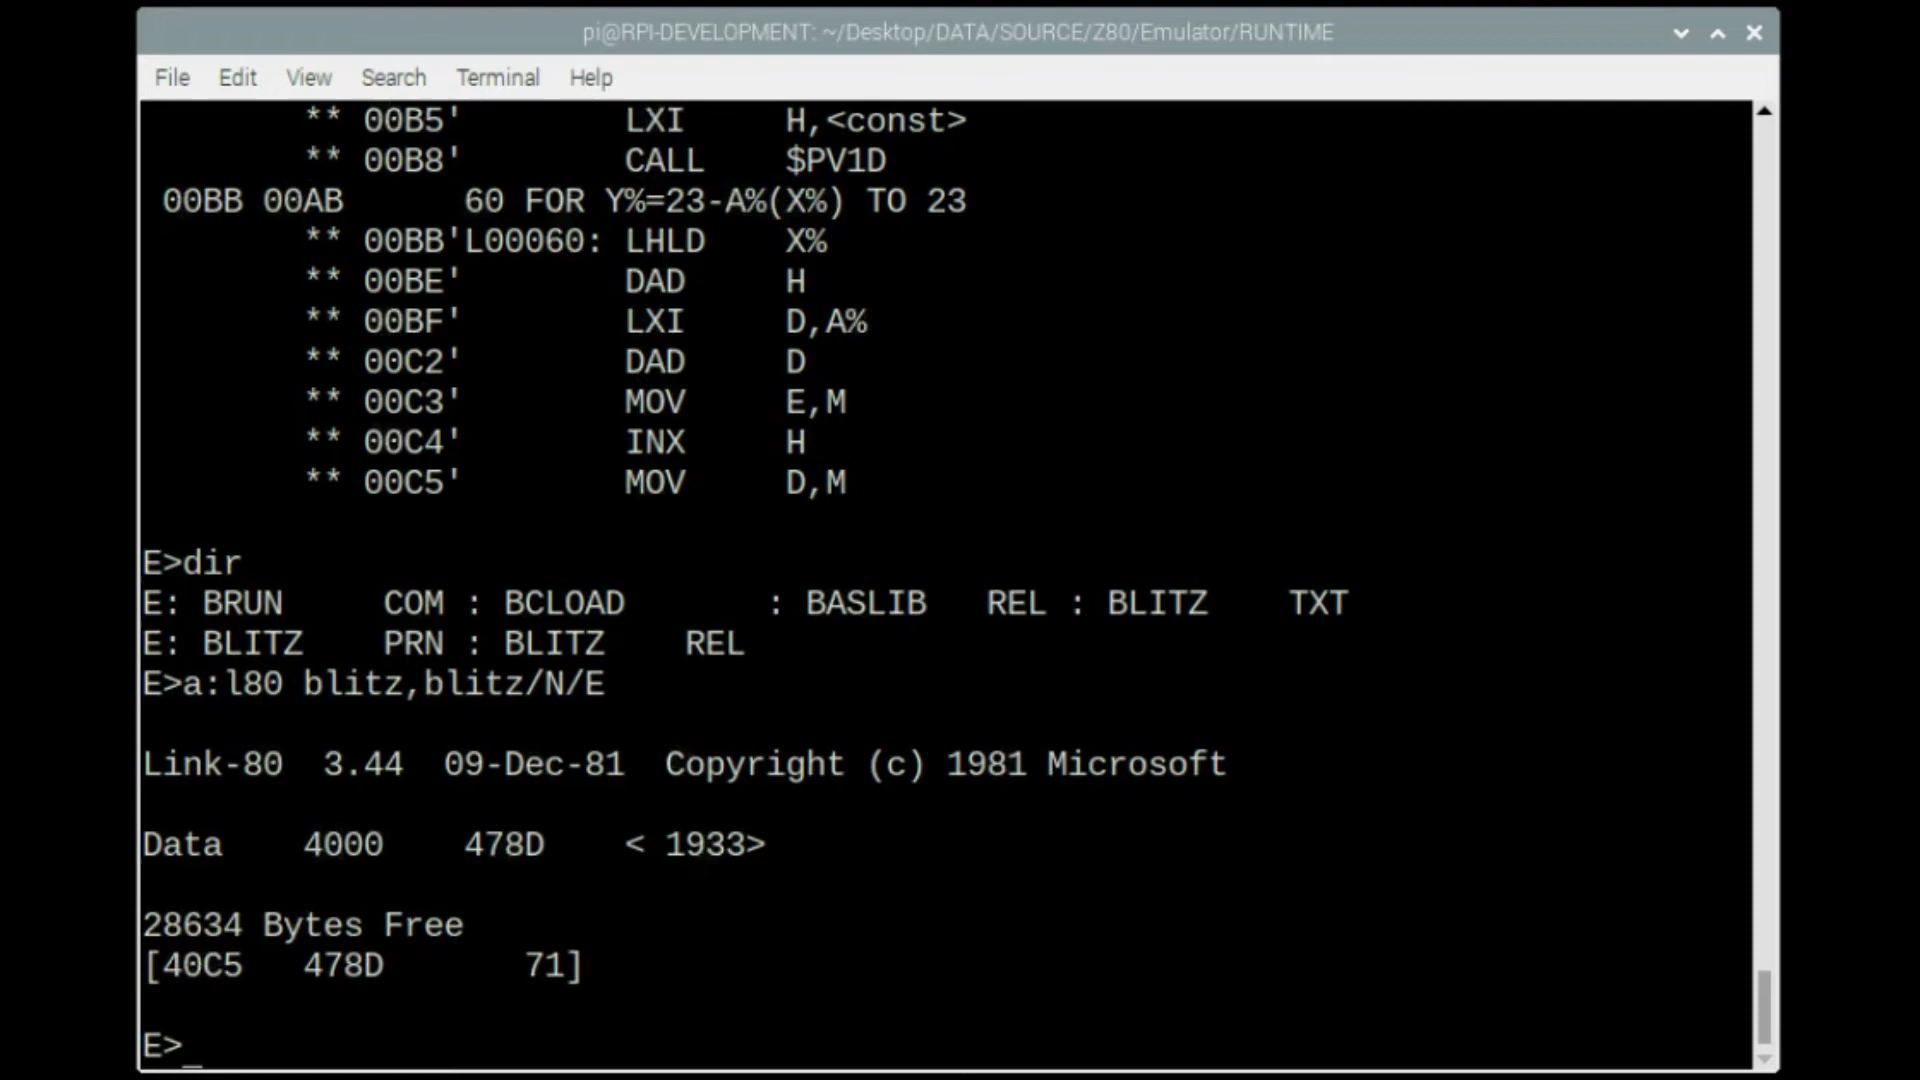 pi@RPI-DEVELOPMENT: ~/Desktop/DATA/SOURCE/Z80/Emulator/RUNTIME
File Edit View Search Terminal Help
** 00B5' LXI H,<const>
** 00B8' CALL $PV1D
00BB 00AB 60 FOR Y%=23-A%(X%) TO 23
** 00BB'L00060: LHLD X%
** 00BE' DAD H
** 00BF' LXI D,A%
** 00C2' DAD D
** 00C3' MOV E,M
** 00C4' INX H
** 00C5' MOV D,M
E>dir
E: BRUN COM : BCLOAD : BASLIB REL : BLITZ TXT
E: BLITZ PRN : BLITZ REL
E>a:l80 blitz,blitz/N/E
Link-80 3.44 09-Dec-81 Copyright (c) 1981 Microsoft
Data 4000 478D < 1933>
28634 Bytes Free
[40C5 478D 71]
E>_